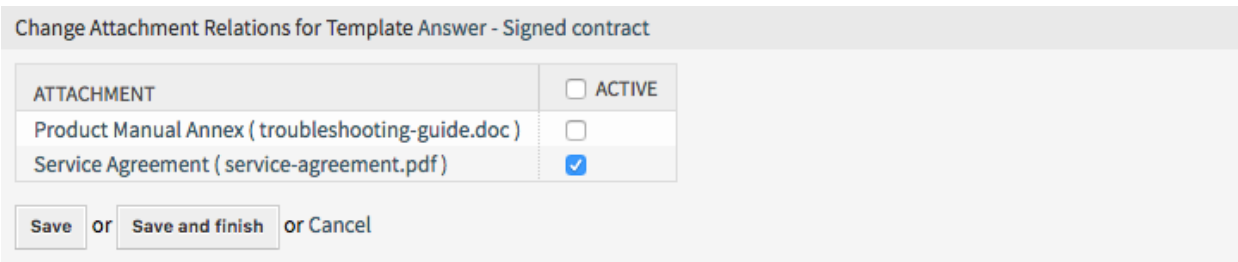 Change Attachment Relations for Template Answer - Signed contract
ATTACHMENT ACTIVE
Product Manual Annex ( troubleshooting-guide.doc )
Service Agreement ( service-agreement.pdf )
Save or Save and finish or Cancel